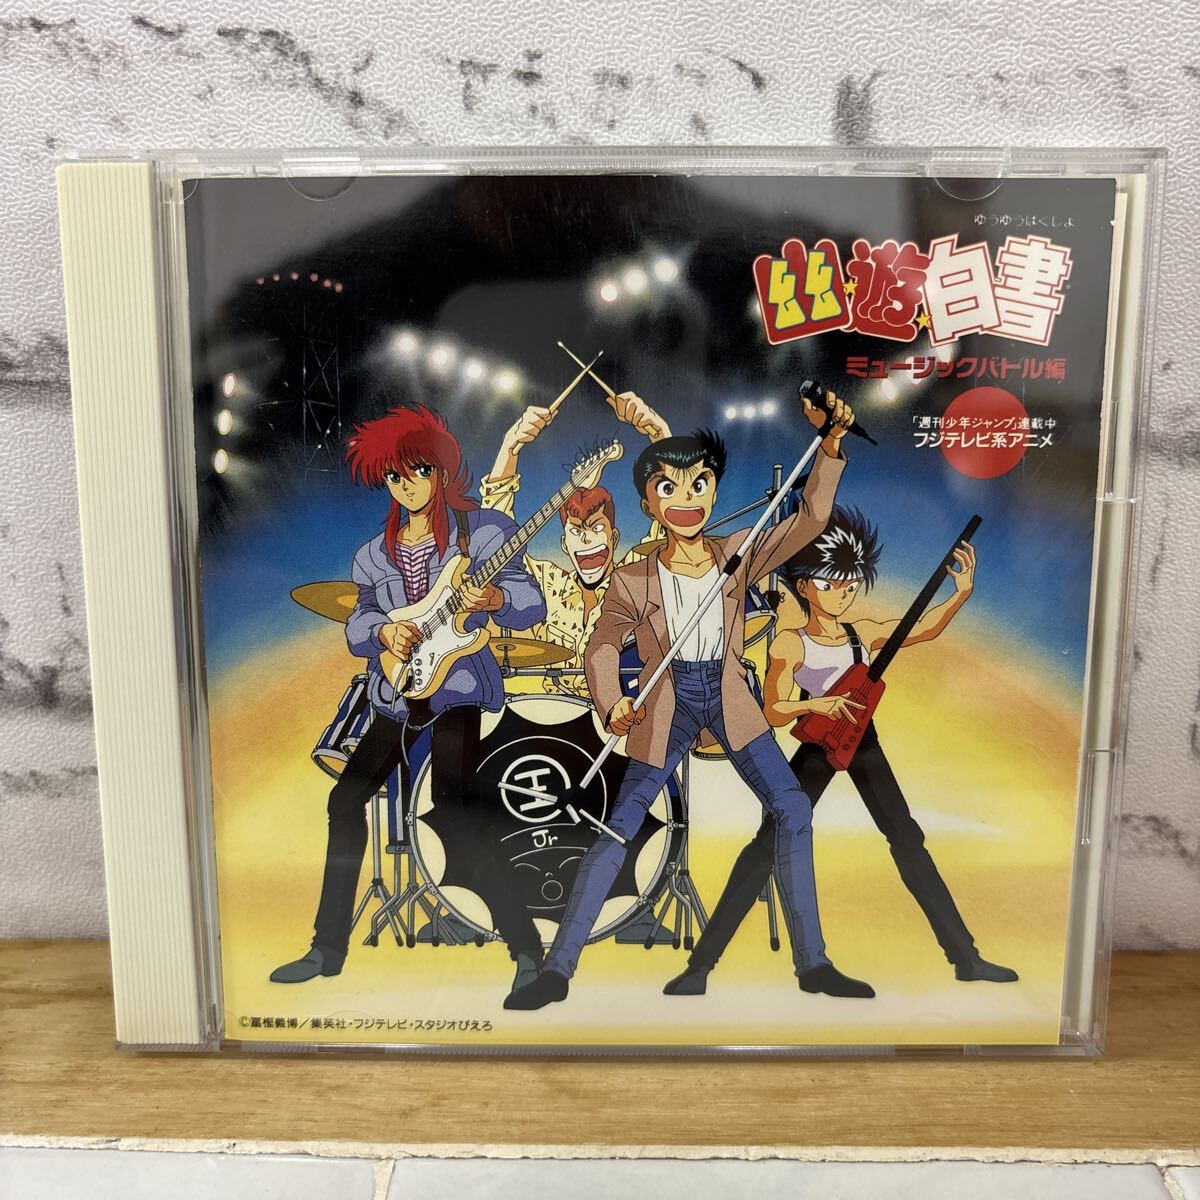 ゆうゆうはくしょ
幽★遊★白書
ミュージックバトル編
「週刊少年ジャンプ」連載中
フジテレビ系アニメ
Jr
©冨樫義博／集英社・フジテレビ・スタジオぴえろ